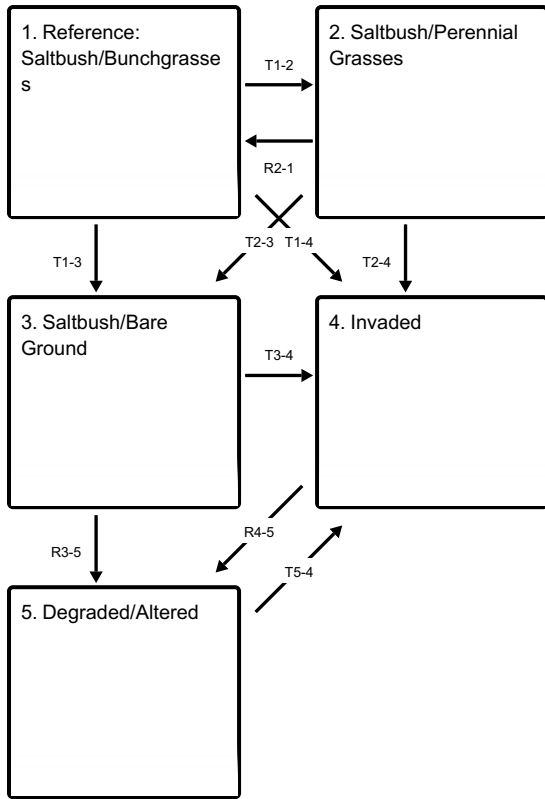 1. Reference:
Saltbush/Bunchgrasse
s
T1-2
2. Saltbush/Perennial
Grasses
R2-1
T2-3
T1-4
T1-3
T2-4
3. Saltbush/Bare
Ground
T3-4
4. Invaded
R4-5
R3-5
T5-4
5. Degraded/Altered